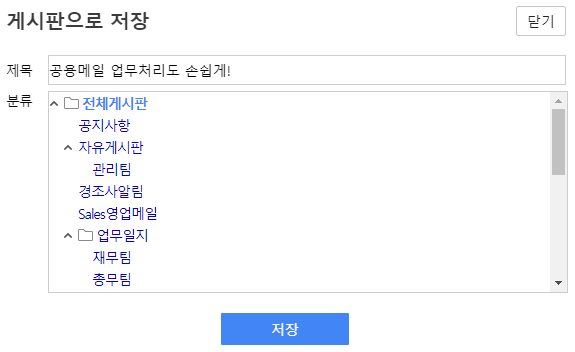 게시판으로 저장
닫기
제목 공용메일 업무처리도 손쉽게!
분류
전체게시판
공지사항
자유게시판
관리팀
경조사알림
Sales영업메일
업무일지
재무팀
총무팀
저장